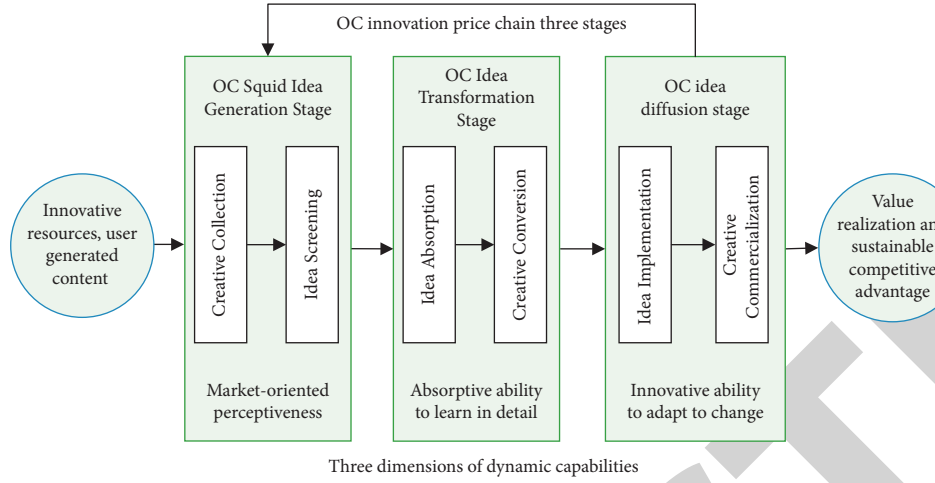 OC innovation price chain three stages
OC Squid Idea
Generation Stage
OC Idea
Transformation
Stage
OC idea
diffusion stage
Innovative
resources, user
generated
content
Creative Collection
Idea Screening
Idea Absorption
Creative Conversion
Idea Implementation
Creative
Commercialization
Value
realization an
sustainable
competitive
advantage
Market-oriented
perceptiveness
Absorptive ability
to learn in detail
Innovative ability
to adapt to change
Three dimensions of dynamic capabilities